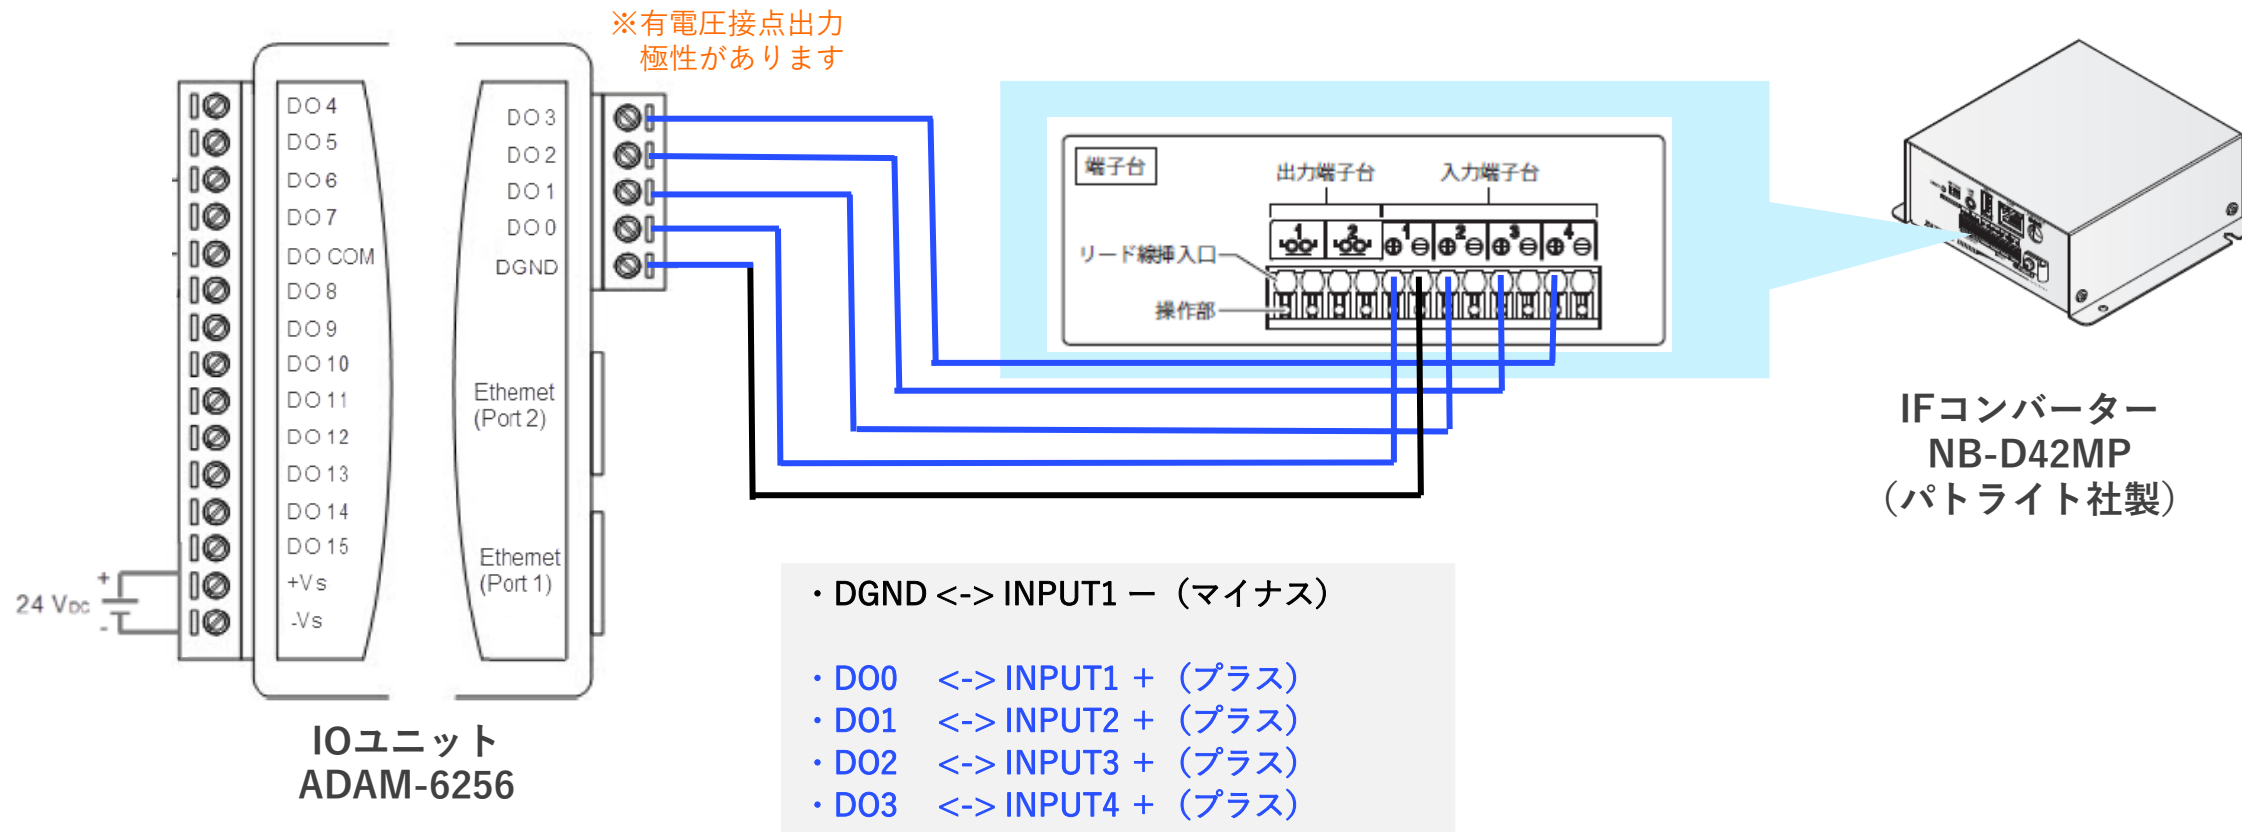 ※有電圧接点出力
極性があります
DO 4
DO 5
DO 6
DO 7
DO COM
DO 8
DO 9
DO 10
DO 11
DO 12
DO 13
DO 14
DO 15
+Vs
-Vs
24 VDC
+
-
DO 3
DO 2
DO 1
DO 0
DGND
Ethernet
(Port 2)
Ethernet
(Port 1)
IOユニット
ADAM-6256
端子台
出力端子台
入力端子台
1 2 1 2 3 4
⊕ ⊖ ⊕ ⊖ ⊕ ⊖ ⊕ ⊖
リード線挿入口
操作部
IFコンバーター
NB-D42MP
（パトライト社製）
・DGND <-> INPUT1 －（マイナス）
・DO0 <-> INPUT1 +（プラス）
・DO1 <-> INPUT2 +（プラス）
・DO2 <-> INPUT3 +（プラス）
・DO3 <-> INPUT4 +（プラス）